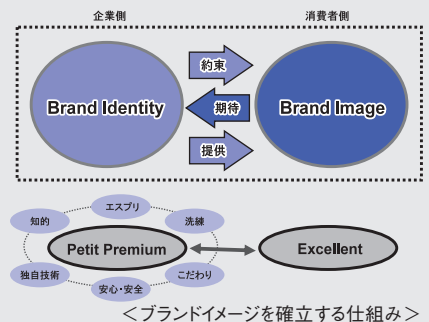 企業側
消費者側
Brand Identity
約束
期待
提供
Brand Image
エスプリ
知的
洗練
Petit Premium
Excellent
独自技術
こだわり
安心・安全
＜ブランドイメージを確立する仕組み＞